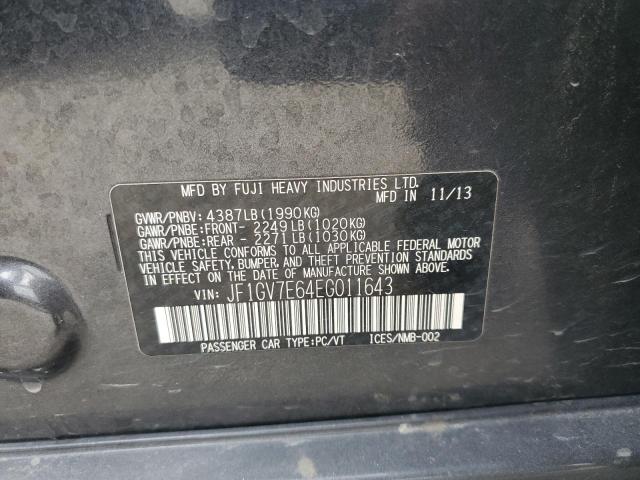 MFD BY FUJI HEAVY INDUSTRIES LTD.
MFD IN 11/13
GVWR/PNBV: 4387LB(1990KG)
GAWR/PNBE:FRONT- 2249LB(1020KG)
GAWR/PNBE:REAR - 2271LB(1030KG)
THIS VEHICLE CONFORMS TO ALL APPLICABLE FEDERAL MOTOR
VEHICLE SAFETY, BUMPER, AND THEFT PREVENTION STANDARDS
IN EFFECT ON THE DATE OF MANUFACTURE SHOWN ABOVE.
VIN: JF1GV7E64EG011643
PASSENGER CAR TYPE:PC/VT ICES/NMB-002